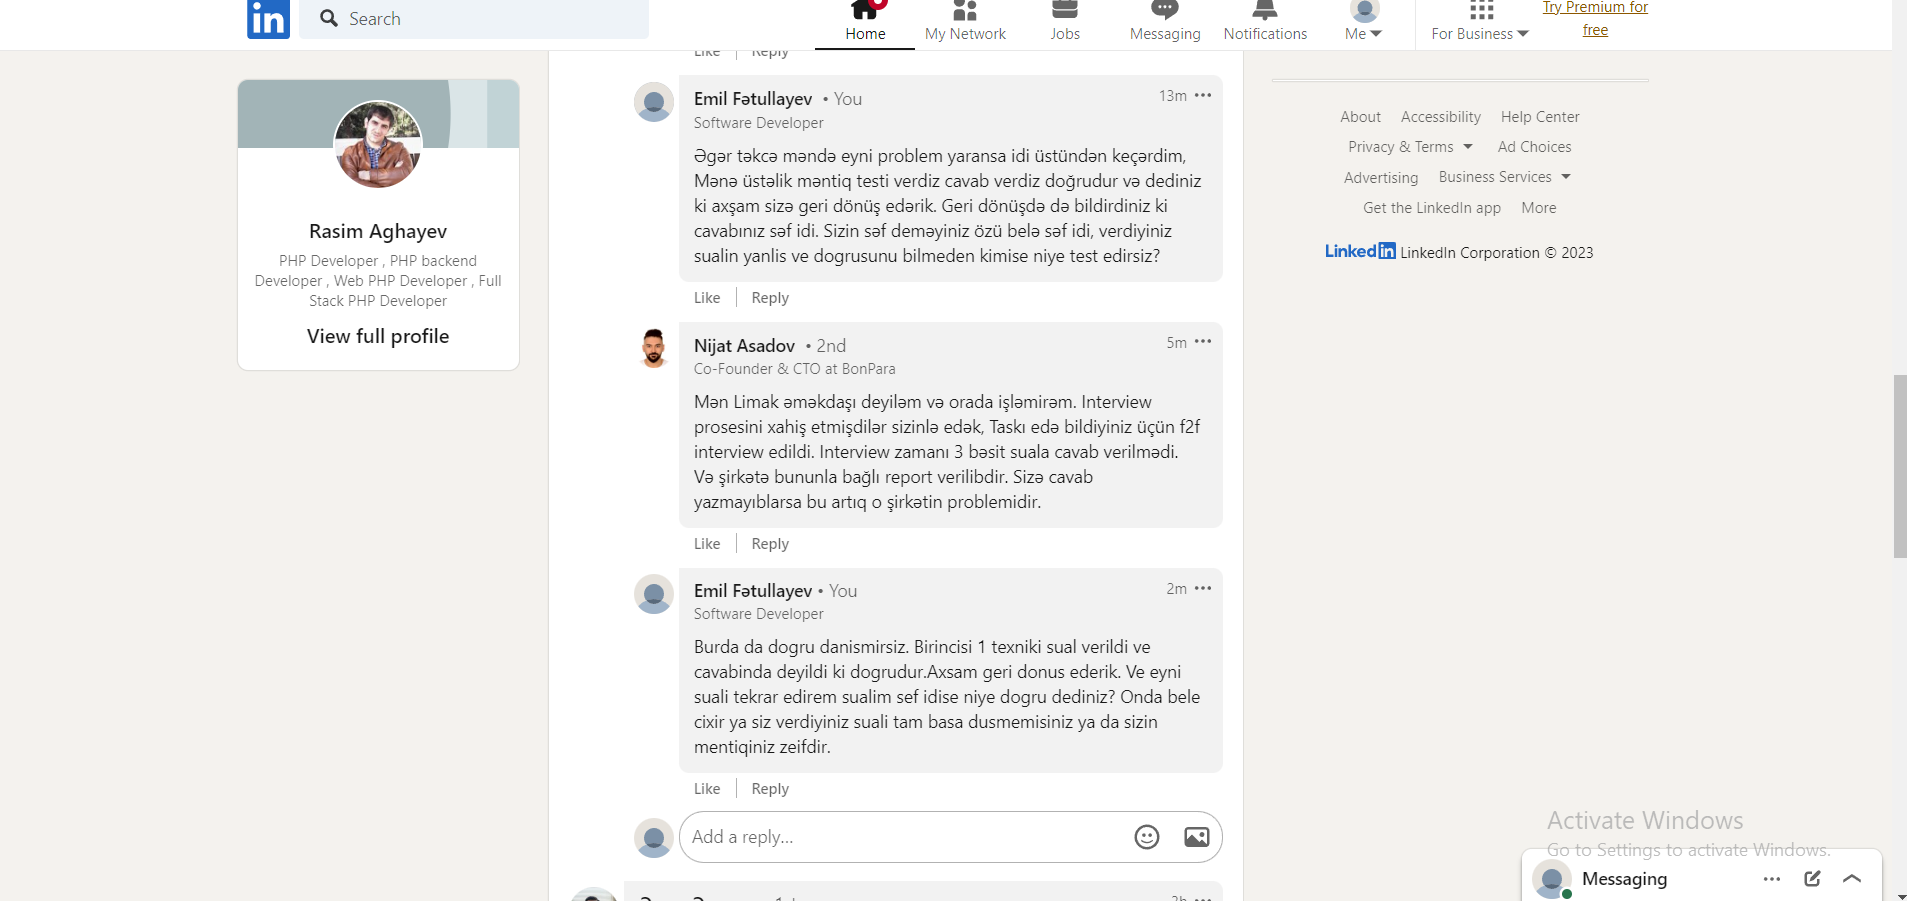 in Search
Home
My Network
Jobs
Messaging
Notifications
Me
For Business
Try Premium for
free
Like Reply
Rasim Aghayev
PHP Developer , PHP backend
Developer , Web PHP Developer , Full
Stack PHP Developer
View full profile
Emil Fətullayev • You 13m
Software Developer
Əgər təkcə məndə eyni problem yaransa idi üstündən keçərdim,
Mənə üstəlik məntiq testi verdiz cavab verdiz doğrudur və dediniz
ki axşam sizə geri dönüş edərik. Geri dönüşdə də bildirdiniz ki
cavabınız səf idi. Sizin səf deməyiniz özü belə səf idi, verdiyiniz
sualin yanlis ve dogrusunu bilmeden kimise niye test edirsiz?
Like Reply
Nijat Asadov • 2nd 5m
Co-Founder & CTO at BonPara
Mən Limak əməkdaşı deyiləm və orada işləmirəm. Interview
prosesini xahiş etmişdilər sizinlə edək, Taskı edə bildiyiniz üçün f2f
interview edildi. Interview zamanı 3 bəsit suala cavab verilmədi.
Və şirkətə bununla bağlı report verilibdir. Sizə cavab
yazmayıblarsa bu artıq o şirkətin problemidir.
Like Reply
Emil Fətullayev • You 2m
Software Developer
Burda da dogru danismirsiz. Birincisi 1 texniki sual verildi ve
cavabinda deyildi ki dogrudur.Axsam geri donus ederik. Ve eyni
suali tekrar edirem sualim sef idise niye dogru dediniz? Onda bele
cixir ya siz verdiyiniz suali tam basa dusmemisiniz ya da sizin
mentiqiniz zeifdir.
Like Reply
Add a reply...
About Accessibility Help Center
Privacy & Terms Ad Choices
Advertising Business Services
Get the LinkedIn app More
LinkedIn LinkedIn Corporation © 2023
Activate Windows
Go to Settings to activate Windows.
Messaging